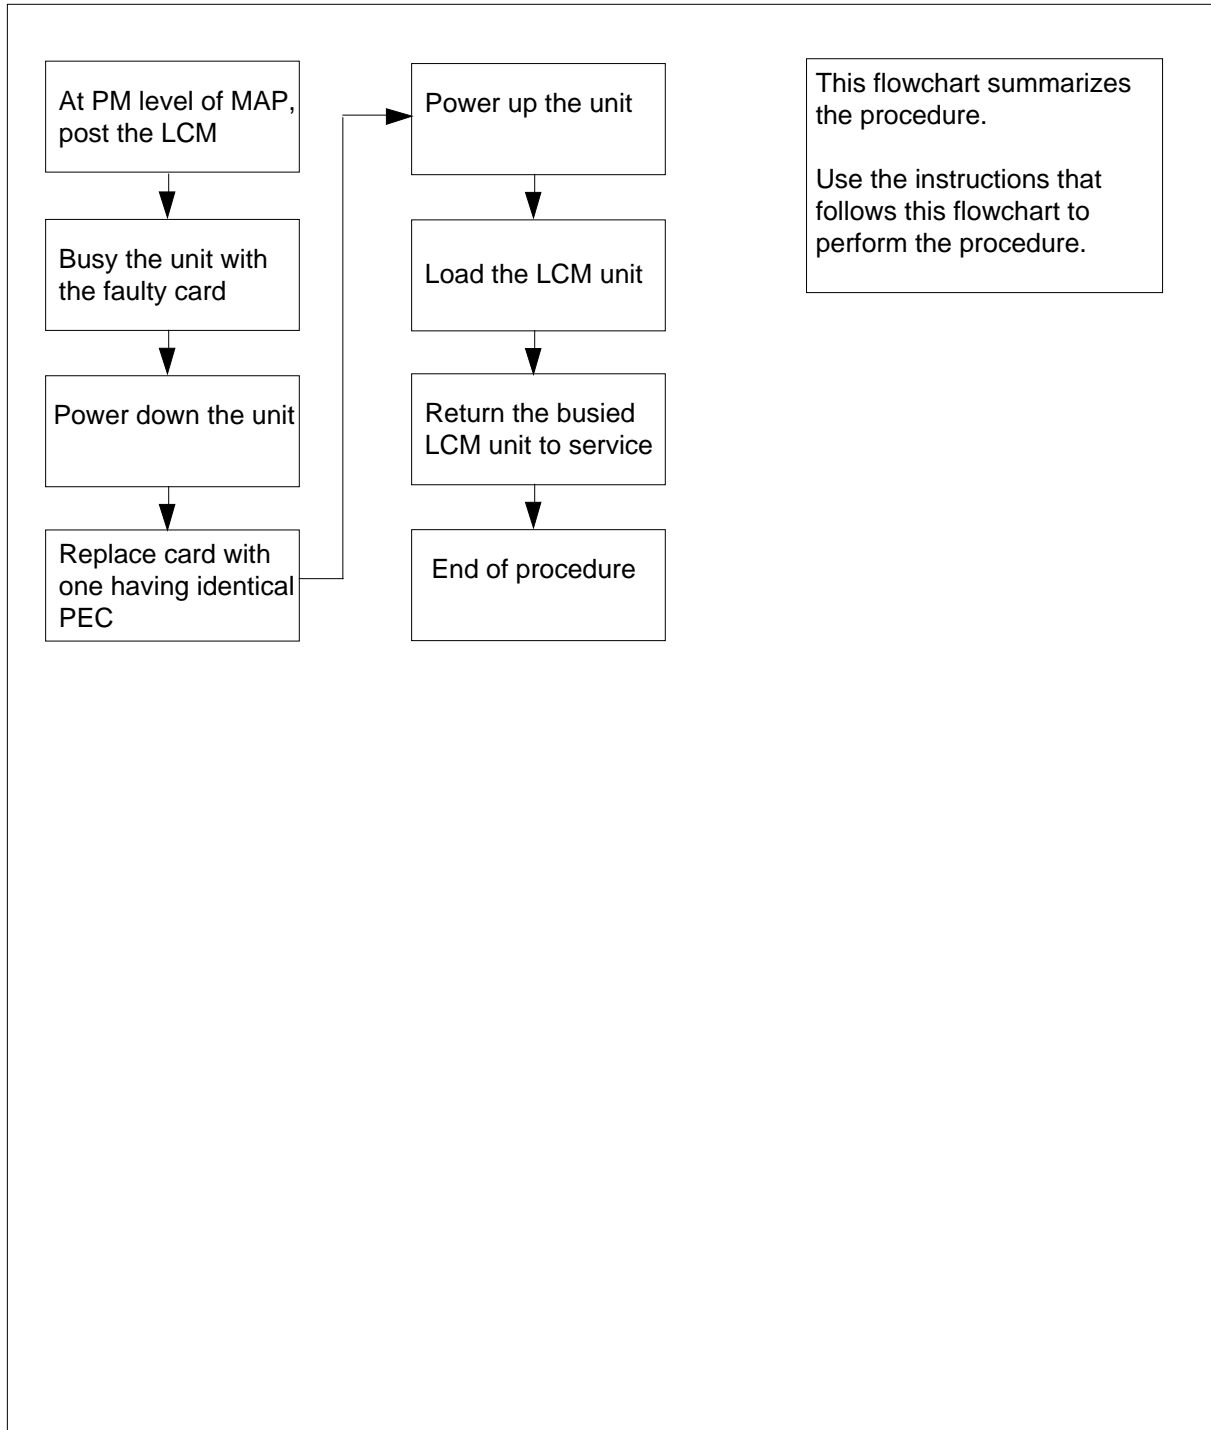 At PM level of MAP,
post the LCM
Busy the unit with
the faulty card
Power down the unit
Replace card with
one having identical
PEC
Power up the unit
Load the LCM unit
Return the busied
LCM unit to service
End of procedure
This flowchart summarizes
the procedure.
Use the instructions that
follows this flowchart to
perform the procedure.